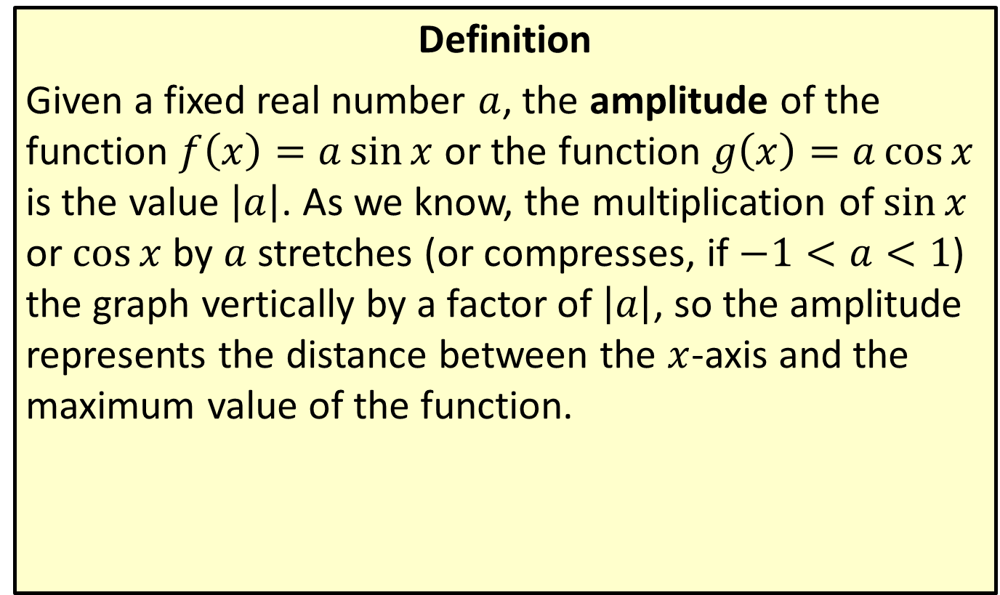 Definition
Given a fixed real number a, the amplitude of the
function f(x) = a sin x or the function g(x) = a cos x
is the value |a|. As we know, the multiplication of sin x
or cos x by a stretches (or compresses, if −1 < a < 1)
the graph vertically by a factor of |a|, so the amplitude
represents the distance between the x-axis and the
maximum value of the function.